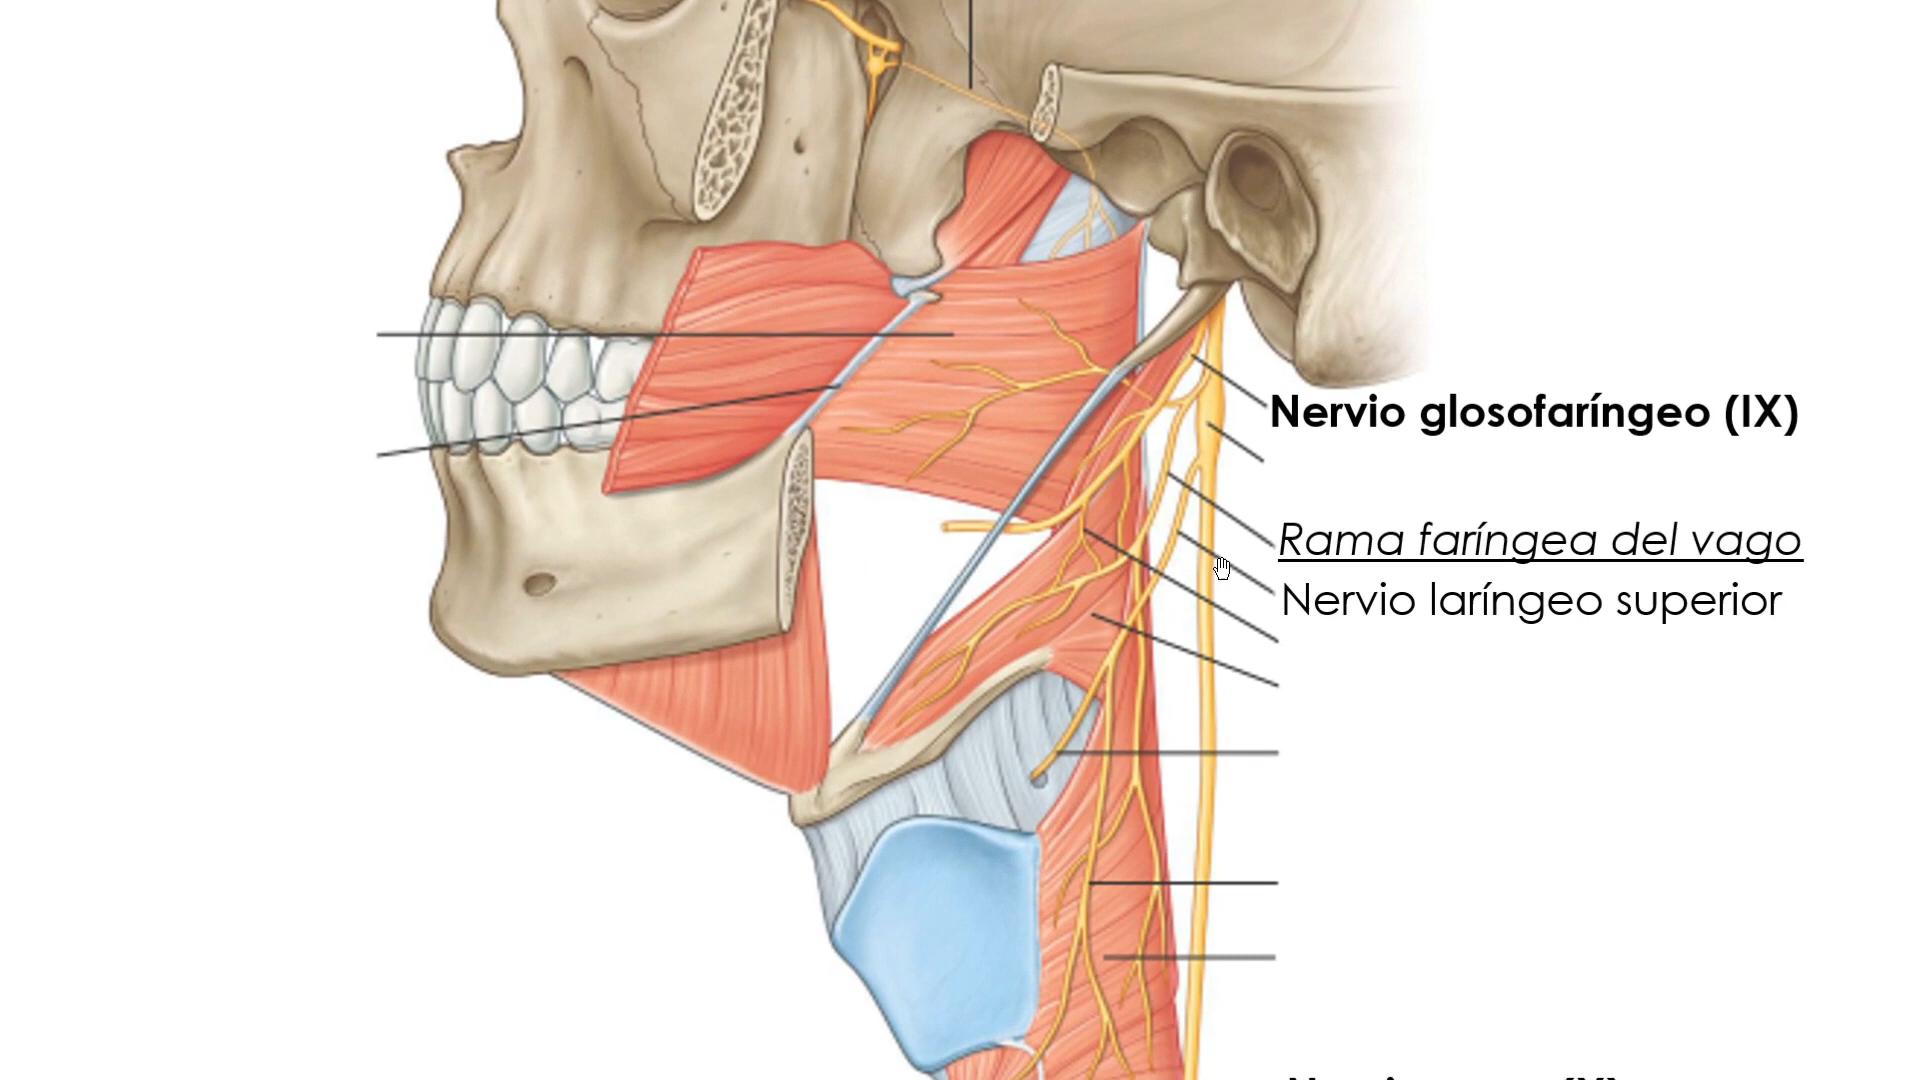 Nervio glosofaríngeo (IX)
Rama faríngea del vago
Nervio laríngeo superior